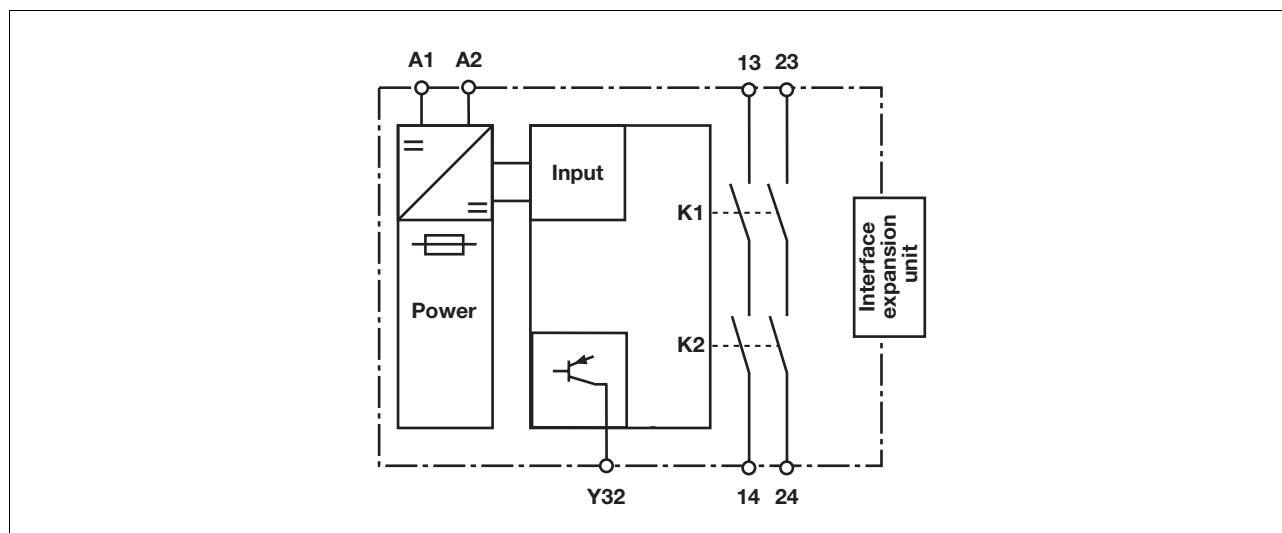 A1 A2 13 23
Input
K1
Interface
expansion
unit
Power
K2
Y32 14 24